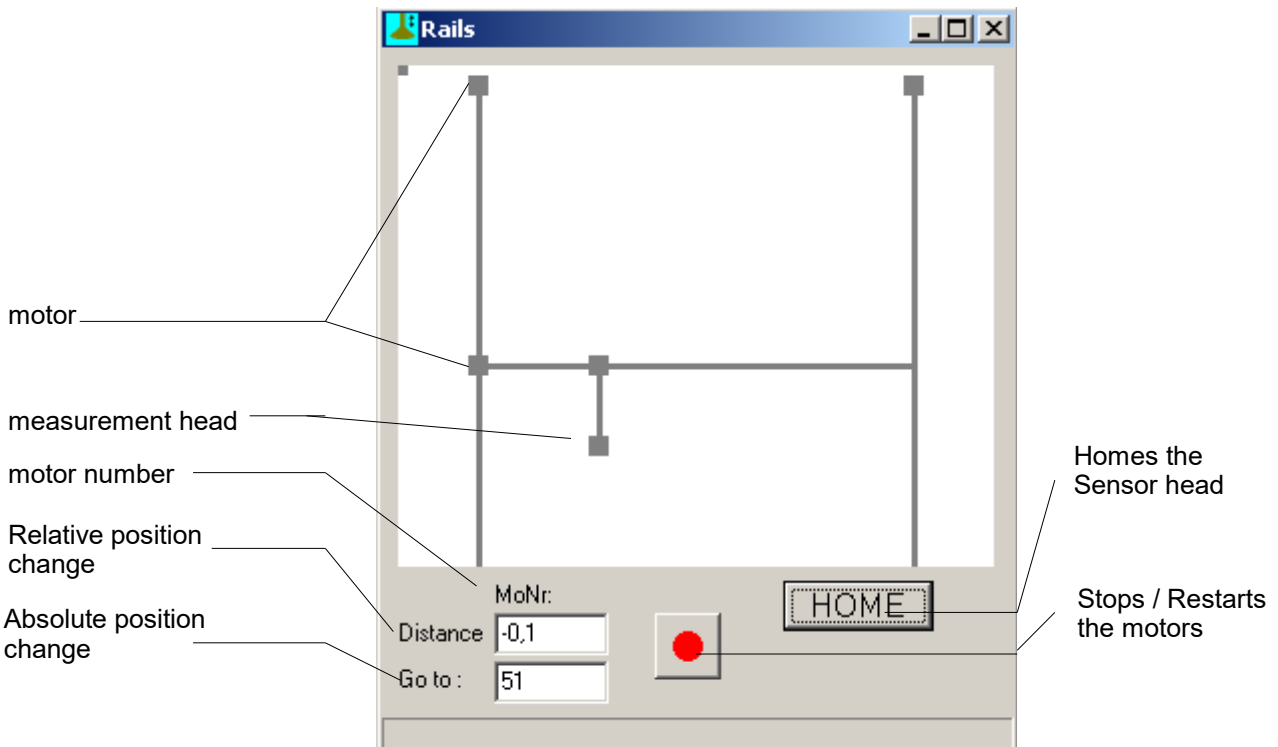 Rails
motor
measurement head
motor number
Relative position
change
Absolute position
change
MoNr:
Distance
-0,1
Go to :
51
HOME
Homes the
Sensor head
Stops / Restarts
the motors